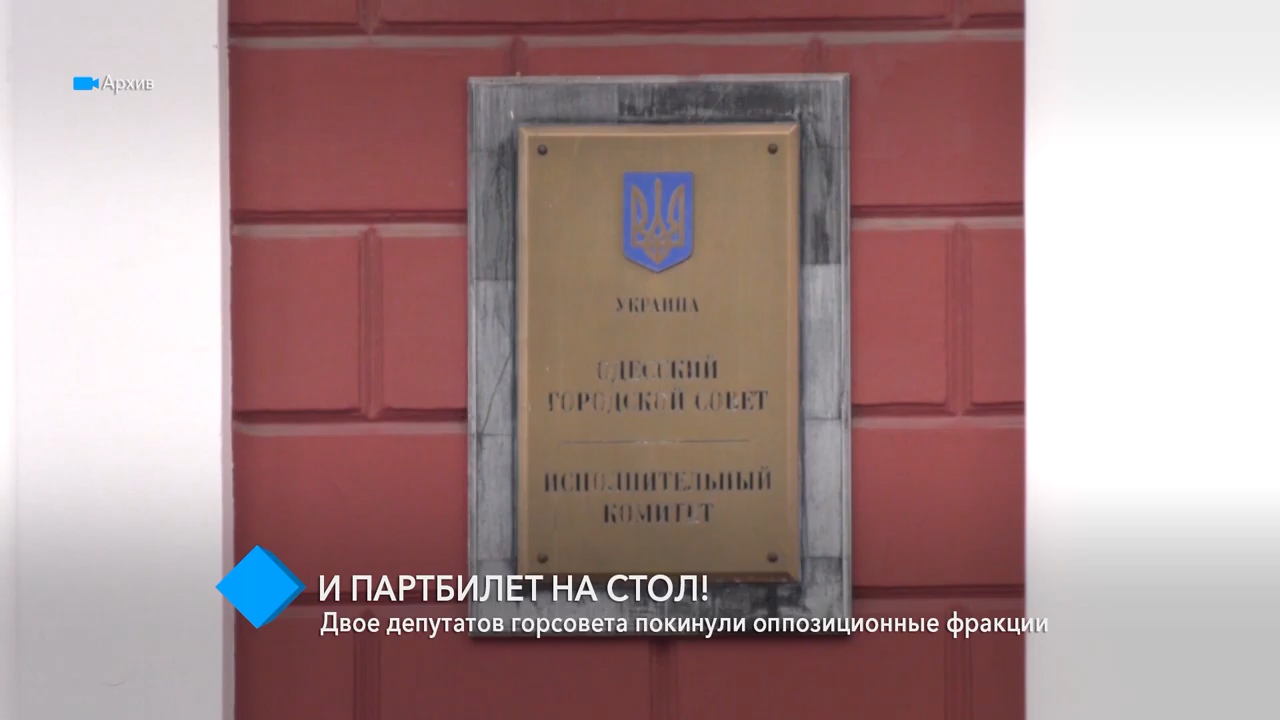 Архив
УКРАИНА
ОДЕССКИЙ
ГОРОДСКОЙ СОВЕТ
ИСПОЛНИТЕЛЬНЫЙ
КОМИТЕТ
И ПАРТБИЛЕТ НА СТОЛ!
Двое депутатов горсовета покинули оппозиционные фракции